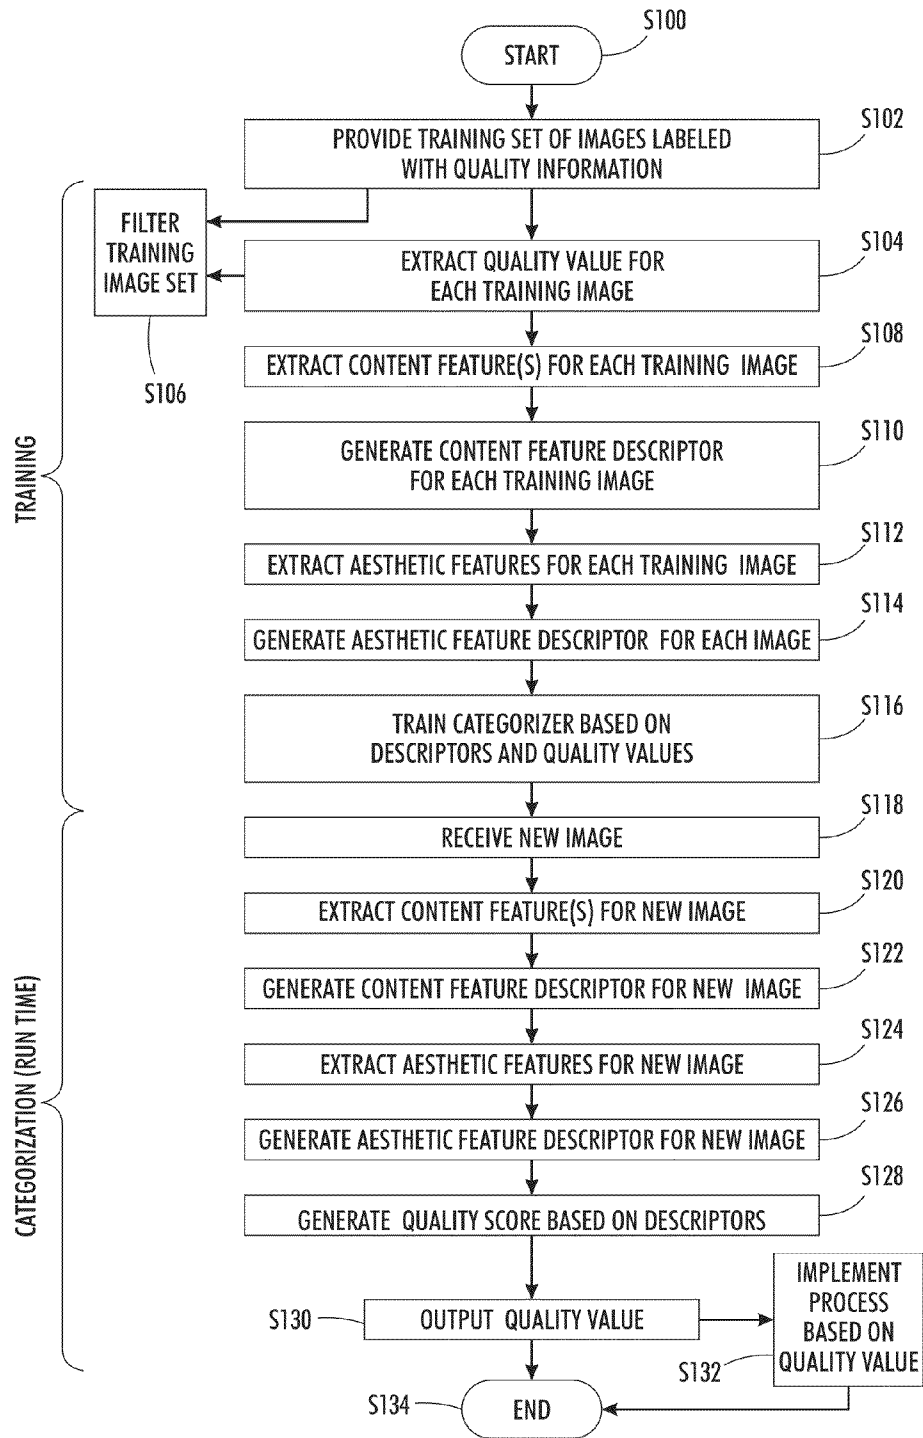 S100
START
S102
PROVIDE TRAINING SET OF IMAGES LABELED
WITH QUALITY INFORMATION
FILTER
TRAINING
IMAGE SET
S106
S104
EXTRACT QUALITY VALUE FOR
EACH TRAINING IMAGE
S108
EXTRACT CONTENT FEATURE(S) FOR EACH TRAINING IMAGE
S110
GENERATE CONTENT FEATURE DESCRIPTOR
FOR EACH TRAINING IMAGE
TRAINING
S112
EXTRACT AESTHETIC FEATURES FOR EACH TRAINING IMAGE
S114
GENERATE AESTHETIC FEATURE DESCRIPTOR FOR EACH IMAGE
S116
TRAIN CATEGORIZER BASED ON
DESCRIPTORS AND QUALITY VALUES
S118
RECEIVE NEW IMAGE
S120
EXTRACT CONTENT FEATURE(S) FOR NEW IMAGE
S122
GENERATE CONTENT FEATURE DESCRIPTOR FOR NEW IMAGE
CATEGORIZATION (RUN TIME)
S124
EXTRACT AESTHETIC FEATURES FOR NEW IMAGE
S126
GENERATE AESTHETIC FEATURE DESCRIPTOR FOR NEW IMAGE
S128
GENERATE QUALITY SCORE BASED ON DESCRIPTORS
S130
OUTPUT QUALITY VALUE
IMPLEMENT
PROCESS
BASED ON
QUALITY VALUE
S132
S134
END